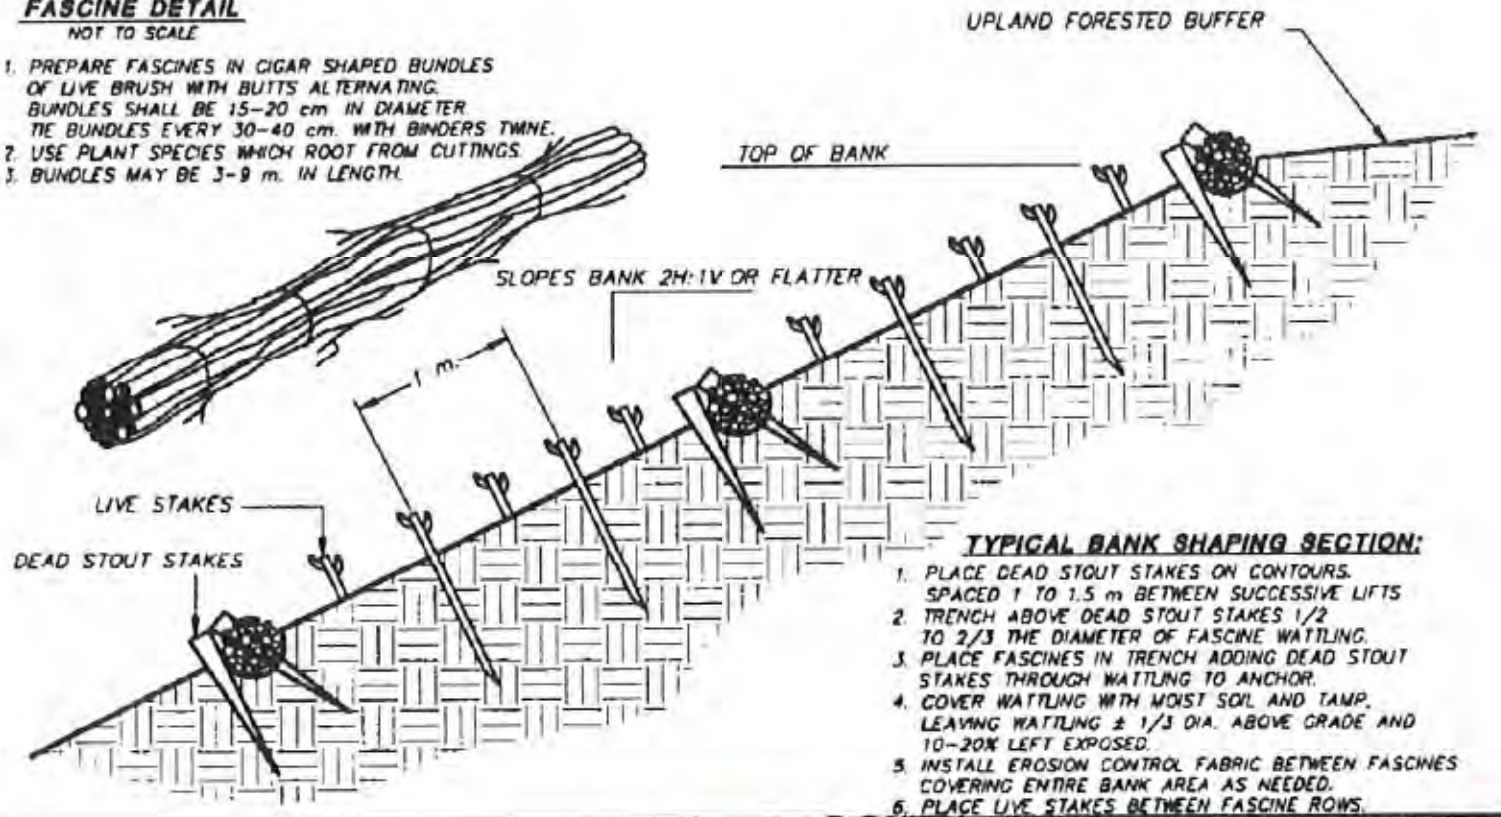 FASCINE DETAIL
NOT TO SCALE
1. PREPARE FASCINES IN CIGAR SHAPED BUNDLES
OF LIVE BRUSH WITH BUTTS ALTERNATING.
BUNDLES SHALL BE 15-20 cm IN DIAMETER.
TIE BUNDLES EVERY 30-40 cm. WITH BINDERS TWINE.
2. USE PLANT SPECIES WHICH ROOT FROM CUTTINGS.
3. BUNDLES MAY BE 3-9 m. IN LENGTH.
UPLAND FORESTED BUFFER
TOP OF BANK
SLOPES BANK 2H:1V OR FLATTER
1 m.
LIVE STAKES
DEAD STOUT STAKES
TYPICAL BANK SHAPING SECTION:
1. PLACE DEAD STOUT STAKES ON CONTOURS.
SPACED 1 TO 1.5 m BETWEEN SUCCESSIVE LIFTS
2. TRENCH ABOVE DEAD STOUT STAKES 1/2
TO 2/3 THE DIAMETER OF FASCINE WATTLING.
3. PLACE FASCINES IN TRENCH ADDING DEAD STOUT
STAKES THROUGH WATTLING TO ANCHOR.
4. COVER WATTLING WITH MOIST SOIL AND TAMP,
LEAVING WATTLING ± 1/3 DIA. ABOVE GRADE AND
10-20% LEFT EXPOSED.
5. INSTALL EROSION CONTROL FABRIC BETWEEN FASCINES
COVERING ENTIRE BANK AREA AS NEEDED.
6. PLACE LIVE STAKES BETWEEN FASCINE ROWS.